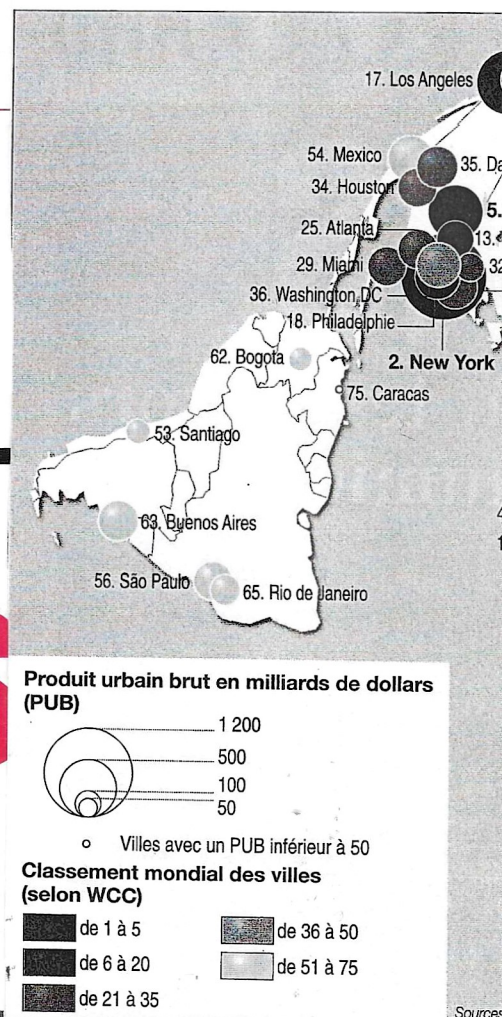 17. Los Angeles
54. Mexico
35. Da
34. Houston
5.
25. Atlanta
13.
29. Miami
32
36. Washington DC
18. Philadelphie
2. New York
62. Bogota
75. Caracas
53. Santiago
63. Buenos Aires
56. São Paulo
65. Rio de Janeiro
Produit urbain brut en milliards de dollars
(PUB)
1 200
500
100
50
Villes avec un PUB inférieur à 50
Classement mondial des villes
(selon WCC)
de 1 à 5
de 36 à 50
de 6 à 20
de 51 à 75
de 21 à 35
Sources